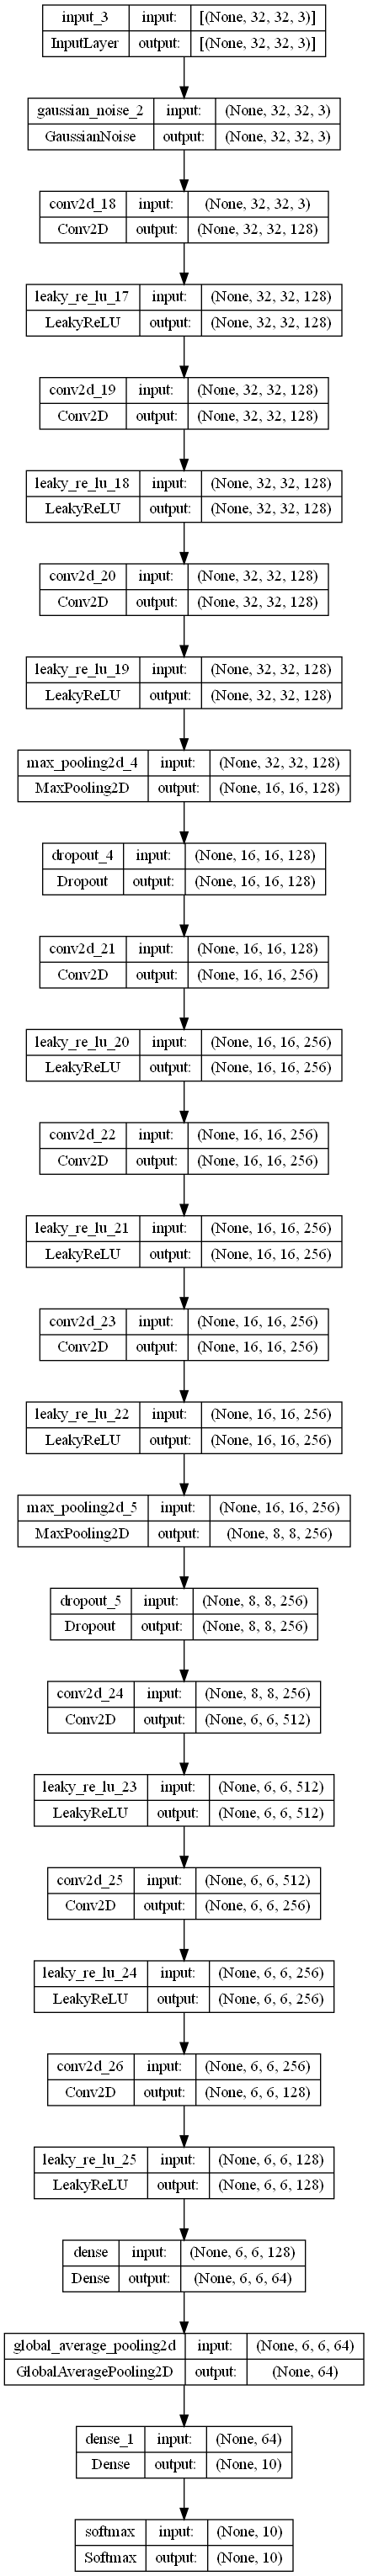 input_3 input: [(None, 32, 32, 3)]
InputLayer output: [(None, 32, 32, 3)]
gaussian_noise_2 input: (None, 32, 32, 3)
GaussianNoise output: (None, 32, 32, 3)
conv2d_18 input: (None, 32, 32, 3)
Conv2D output: (None, 32, 32, 128)
leaky_re_lu_17 input: (None, 32, 32, 128)
LeakyReLU output: (None, 32, 32, 128)
conv2d_19 input: (None, 32, 32, 128)
Conv2D output: (None, 32, 32, 128)
leaky_re_lu_18 input: (None, 32, 32, 128)
LeakyReLU output: (None, 32, 32, 128)
conv2d_20 input: (None, 32, 32, 128)
Conv2D output: (None, 32, 32, 128)
leaky_re_lu_19 input: (None, 32, 32, 128)
LeakyReLU output: (None, 32, 32, 128)
max_pooling2d_4 input: (None, 32, 32, 128)
MaxPooling2D output: (None, 16, 16, 128)
dropout_4 input: (None, 16, 16, 128)
Dropout output: (None, 16, 16, 128)
conv2d_21 input: (None, 16, 16, 128)
Conv2D output: (None, 16, 16, 256)
leaky_re_lu_20 input: (None, 16, 16, 256)
LeakyReLU output: (None, 16, 16, 256)
conv2d_22 input: (None, 16, 16, 256)
Conv2D output: (None, 16, 16, 256)
leaky_re_lu_21 input: (None, 16, 16, 256)
LeakyReLU output: (None, 16, 16, 256)
conv2d_23 input: (None, 16, 16, 256)
Conv2D output: (None, 16, 16, 256)
leaky_re_lu_22 input: (None, 16, 16, 256)
LeakyReLU output: (None, 16, 16, 256)
max_pooling2d_5 input: (None, 16, 16, 256)
MaxPooling2D output: (None, 8, 8, 256)
dropout_5 input: (None, 8, 8, 256)
Dropout output: (None, 8, 8, 256)
conv2d_24 input: (None, 8, 8, 256)
Conv2D output: (None, 6, 6, 512)
leaky_re_lu_23 input: (None, 6, 6, 512)
LeakyReLU output: (None, 6, 6, 512)
conv2d_25 input: (None, 6, 6, 512)
Conv2D output: (None, 6, 6, 256)
leaky_re_lu_24 input: (None, 6, 6, 256)
LeakyReLU output: (None, 6, 6, 256)
conv2d_26 input: (None, 6, 6, 256)
Conv2D output: (None, 6, 6, 128)
leaky_re_lu_25 input: (None, 6, 6, 128)
LeakyReLU output: (None, 6, 6, 128)
dense input: (None, 6, 6, 128)
Dense output: (None, 6, 6, 64)
global_average_pooling2d input: (None, 6, 6, 64)
GlobalAveragePooling2D output: (None, 64)
dense_1 input: (None, 64)
Dense output: (None, 10)
softmax input: (None, 10)
Softmax output: (None, 10)